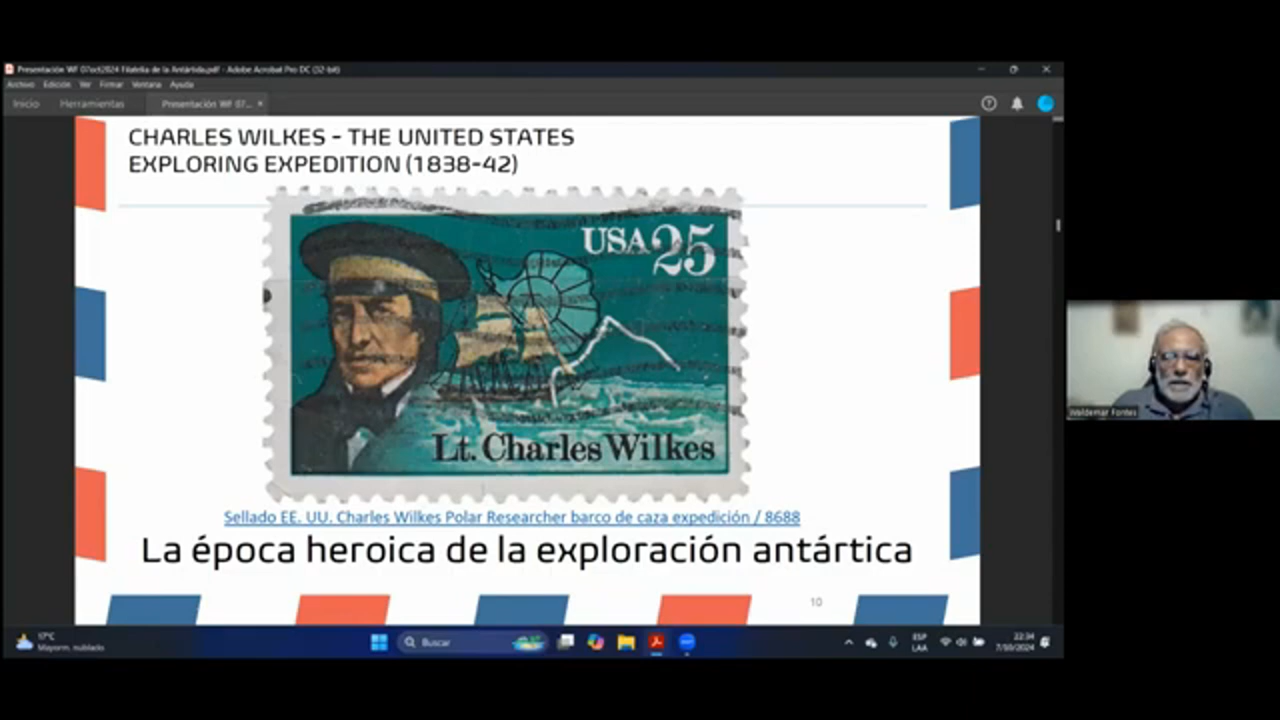 Presentación WF 07oct2024 Filatelia de la Antártida.pdf - Adobe Acrobat Pro DC (32-bit)
Archivo Edición Ver Firmar Ventana Ayuda
Inicio Herramientas Presentación WF 07...
CHARLES WILKES - THE UNITED STATES
EXPLORING EXPEDITION (1838-42)
USA 25
Lt. Charles Wilkes
Sellado EE. UU. Charles Wilkes Polar Researcher barco de caza expedición / 8688
La época heroica de la exploración antártica
10
Waldemar Fontes
17°C
Mayorm. nublado
Buscar
ESP
LAA
22:34
7/10/2024